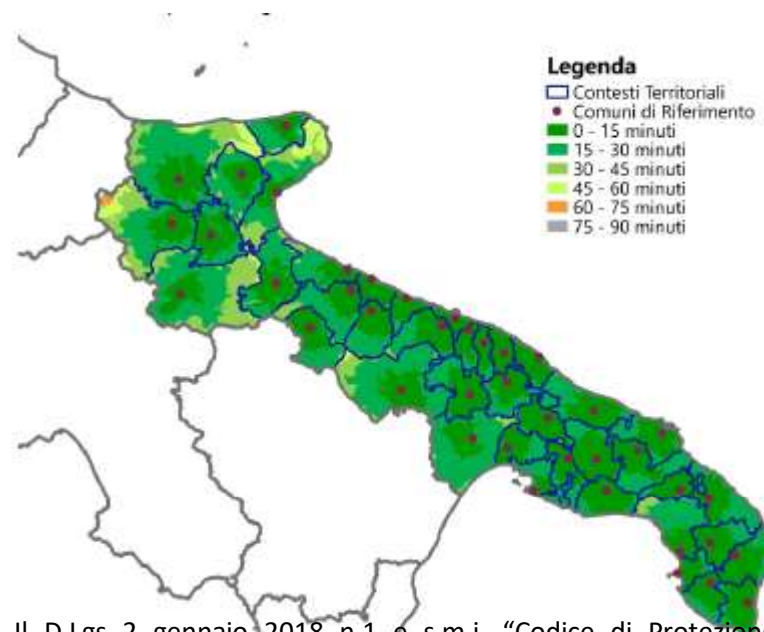 Legenda
Contesti Territoriali
Comuni di Riferimento
0 - 15 minuti
15 - 30 minuti
30 - 45 minuti
45 - 60 minuti
60 - 75 minuti
75 - 90 minuti
Il D.Lgs 2 gennaio 2018 n.1 e s.m.i. “Codice di Protezion